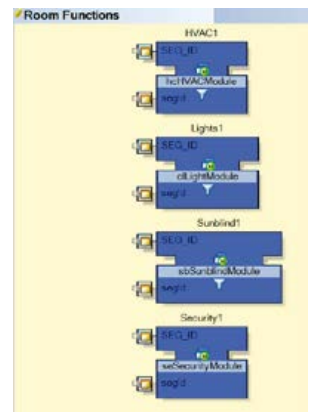 Room Functions
HVAC1
SEQ_ID
hcHVACModule
segId
Lights1
SEQ_ID
clLightModule
segId
Sunblind1
SEQ_ID
sbSunblindModule
segId
Security1
SEQ_ID
seSecurityModule
segId